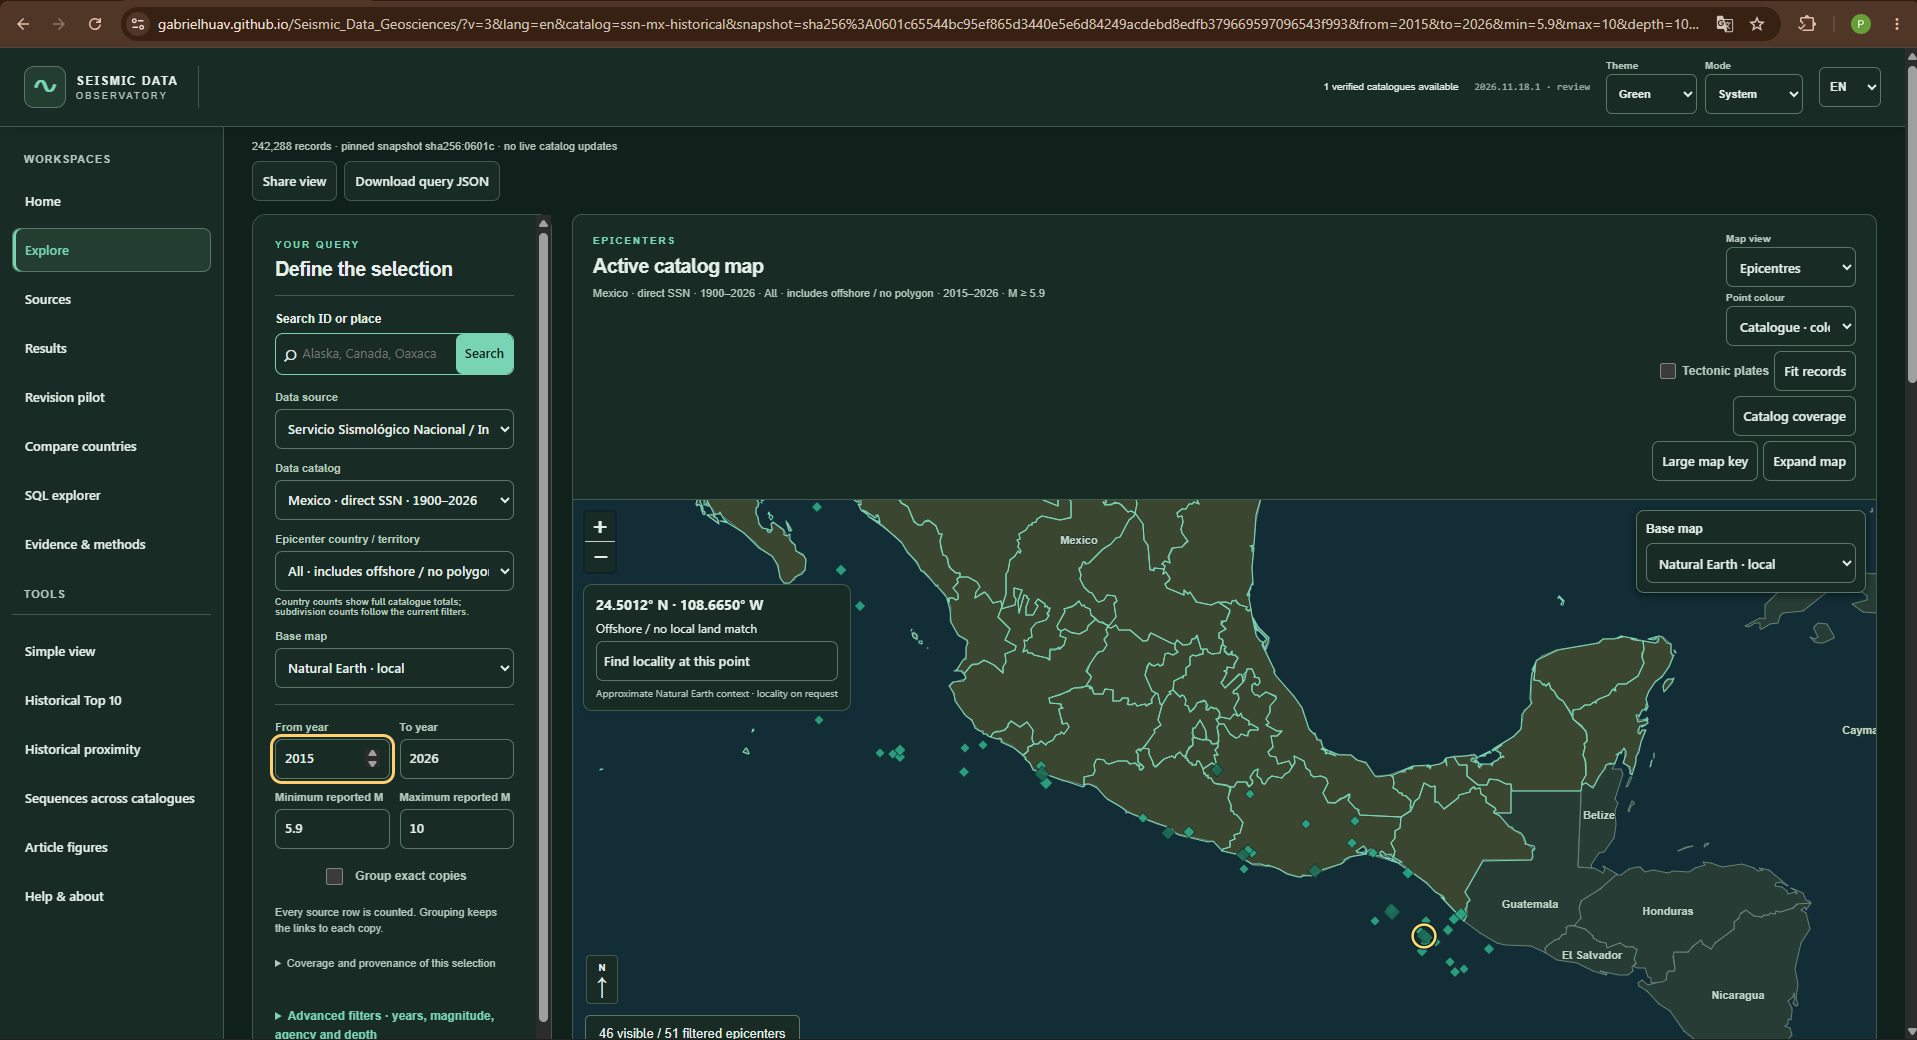 gabrielhuav.github.io/Seismic_Data_Geosciences/?v=3&lang=en&catalog=ssn-mx-historical&snapshot=sha256%3A0601c65544bc95ef865d3440e5e6d84249acdebd8edfb379669597096543f993&from=2015&to=2026&min=5.9&max=10&depth=10...
P
SEISMIC DATA
OBSERVATORY
1 verified catalogues available
2026.11.18.1 · review
Theme
Green
Mode
System
EN
WORKSPACES
Home
Explore
Sources
Results
Revision pilot
Compare countries
SQL explorer
Evidence & methods
TOOLS
Simple view
Historical Top 10
Historical proximity
Sequences across catalogues
Article figures
Help & about
242,288 records · pinned snapshot sha256:0601c · no live catalog updates
Share view
Download query JSON
YOUR QUERY
Define the selection
Search ID or place
Alaska, Canada, Oaxaca
Search
Data source
Servicio Sismológico Nacional / In
Data catalog
Mexico · direct SSN · 1900–2026
Epicenter country / territory
All · includes offshore / no polygo
Country counts show full catalogue totals;
subdivision counts follow the current filters.
Base map
Natural Earth · local
From year
To year
2015
2026
Minimum reported M
Maximum reported M
5.9
10
Group exact copies
Every source row is counted. Grouping keeps
the links to each copy.
Coverage and provenance of this selection
Advanced filters · years, magnitude,
agency and depth
EPICENTERS
Active catalog map
Mexico · direct SSN · 1900–2026 · All · includes offshore / no polygon · 2015–2026 · M ≥ 5.9
Map view
Epicentres
Point colour
Catalogue · col
Tectonic plates
Fit records
Catalog coverage
Large map key
Expand map
+
−
24.5012° N · 108.6650° W
Offshore / no local land match
Find locality at this point
Approximate Natural Earth context · locality on request
Base map
Natural Earth · local
Mexico
Cayma
Belize
Guatemala
Honduras
El Salvador
Nicaragua
N
46 visible / 51 filtered epicenters